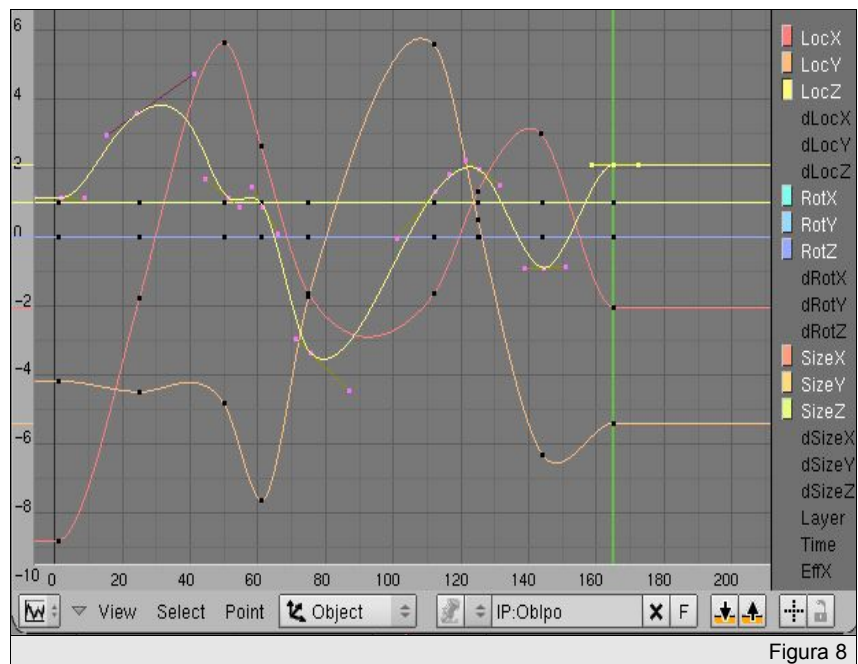 6
4
2
0
-2
-4
-6
-8
-10
0 20 40 60 80 100 120 140 160 180 200
LocX
LocY
LocZ
dLocX
dLocY
dLocZ
RotX
RotY
RotZ
dRotX
dRotY
dRotZ
SizeX
SizeY
SizeZ
dSizeX
dSizeY
dSizeZ
Layer
Time
EffX
View Select Point Object IP:ObIpo X F
Figura 8